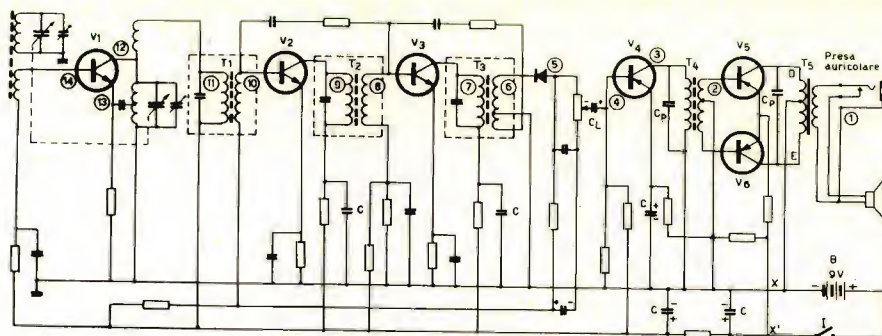 V1
12
14
13
11
T1
10
V2
9
T2
8
V3
7
T3
6
5
CL
V4
3
4
CP
T4
2
V5
V6
D
CP
E
T5
Presa
auricolare
1
C
C
C
B
9V
X
X'
C
C
I